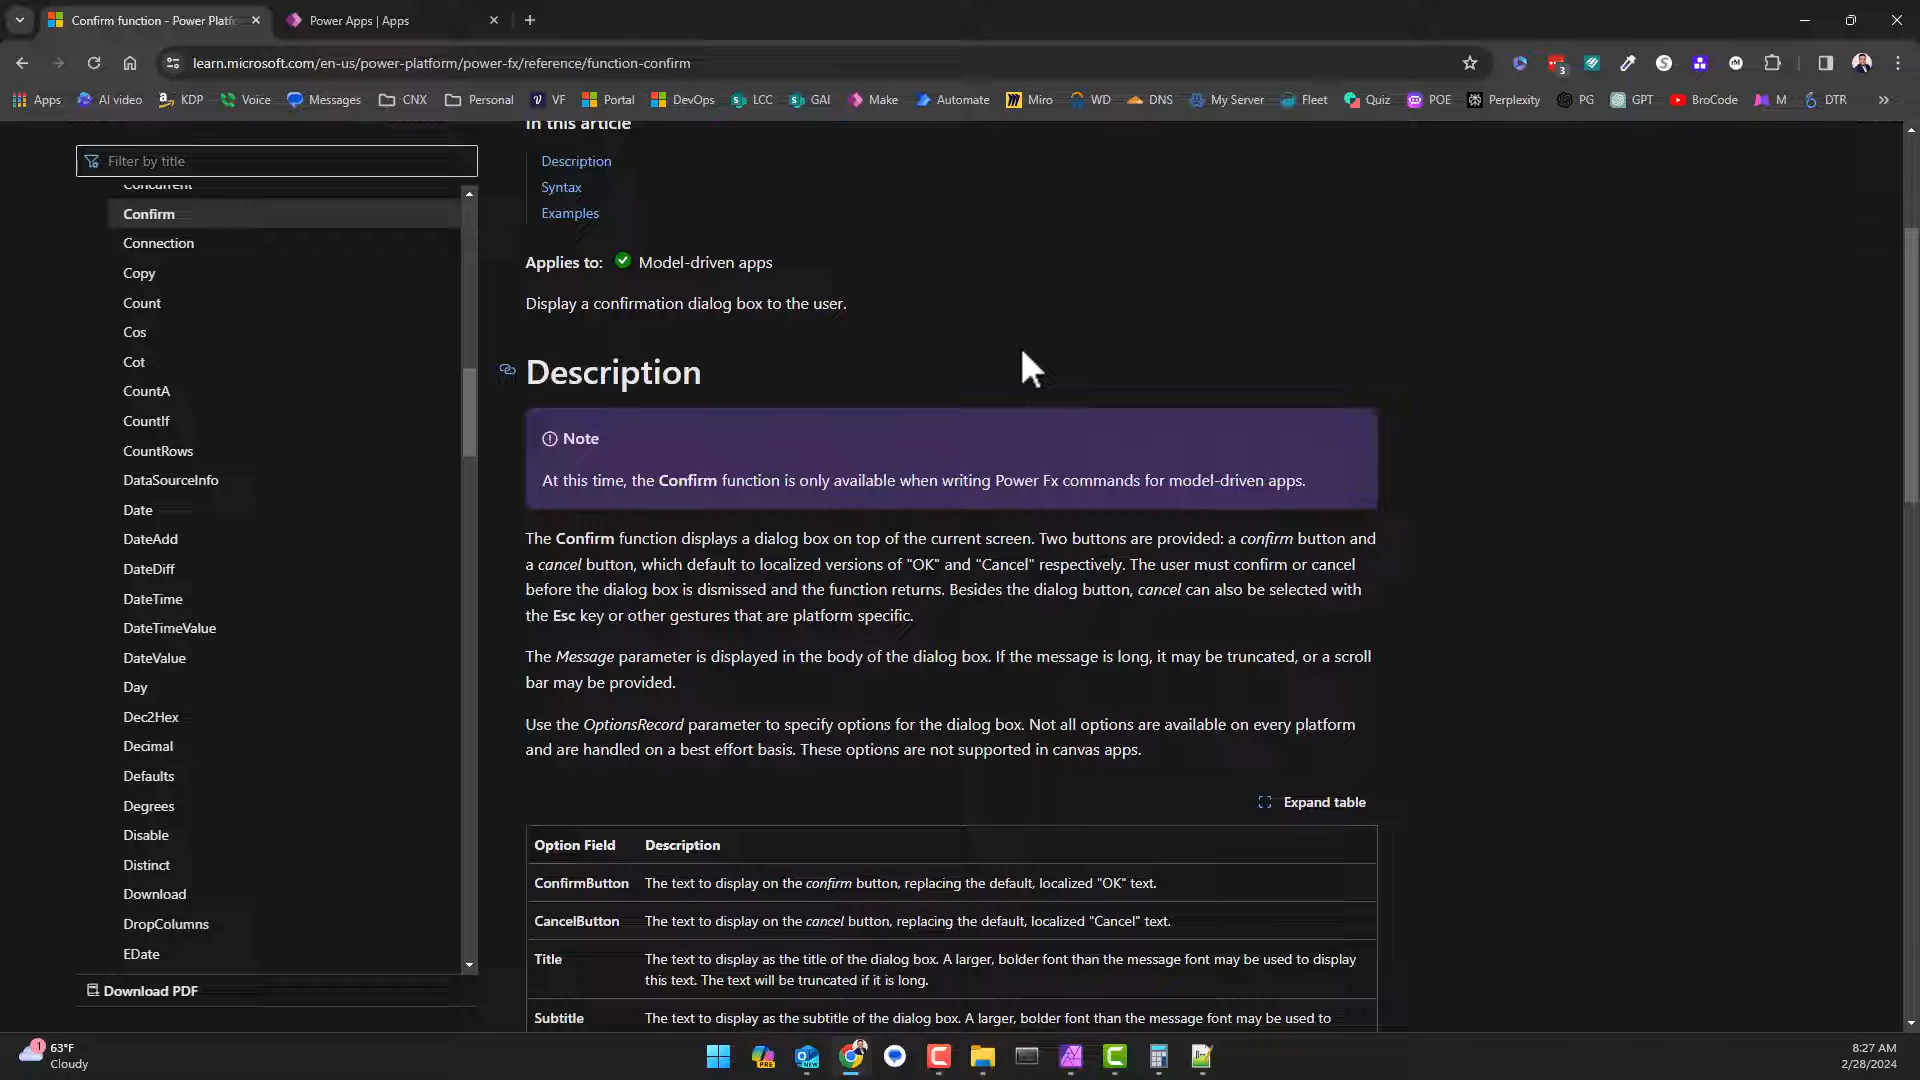 Confirm function - Power Platf
Power Apps | Apps
learn.microsoft.com/en-us/power-platform/power-fx/reference/function-confirm
3
Apps
AI video
KDP
Voice
Messages
CNX
Personal
VF
Portal
DevOps
LCC
GAI
Make
Automate
Miro
WD
DNS
My Server
Fleet
Quiz
POE
Perplexity
PG
GPT
BroCode
M
DTR
Filter by title
Concurrent
Confirm
Connection
Copy
Count
Cos
Cot
CountA
CountIf
CountRows
DataSourceInfo
Date
DateAdd
DateDiff
DateTime
DateTimeValue
DateValue
Day
Dec2Hex
Decimal
Defaults
Degrees
Disable
Distinct
Download
DropColumns
EDate
Download PDF
In this article
Description
Syntax
Examples
Applies to: Model-driven apps
Display a confirmation dialog box to the user.
Description
Note
At this time, the Confirm function is only available when writing Power Fx commands for model-driven apps.
The Confirm function displays a dialog box on top of the current screen. Two buttons are provided: a confirm button and
a cancel button, which default to localized versions of "OK" and "Cancel" respectively. The user must confirm or cancel
before the dialog box is dismissed and the function returns. Besides the dialog button, cancel can also be selected with
the Esc key or other gestures that are platform specific.
The Message parameter is displayed in the body of the dialog box. If the message is long, it may be truncated, or a scroll
bar may be provided.
Use the OptionsRecord parameter to specify options for the dialog box. Not all options are available on every platform
and are handled on a best effort basis. These options are not supported in canvas apps.
Expand table
Option Field Description
ConfirmButton The text to display on the confirm button, replacing the default, localized "OK" text.
CancelButton The text to display on the cancel button, replacing the default, localized "Cancel" text.
Title The text to display as the title of the dialog box. A larger, bolder font than the message font may be used to display
this text. The text will be truncated if it is long.
Subtitle The text to display as the subtitle of the dialog box. A larger, bolder font than the message font may be used to
1
63°F
Cloudy
PRE
NEW
8:27 AM
2/28/2024